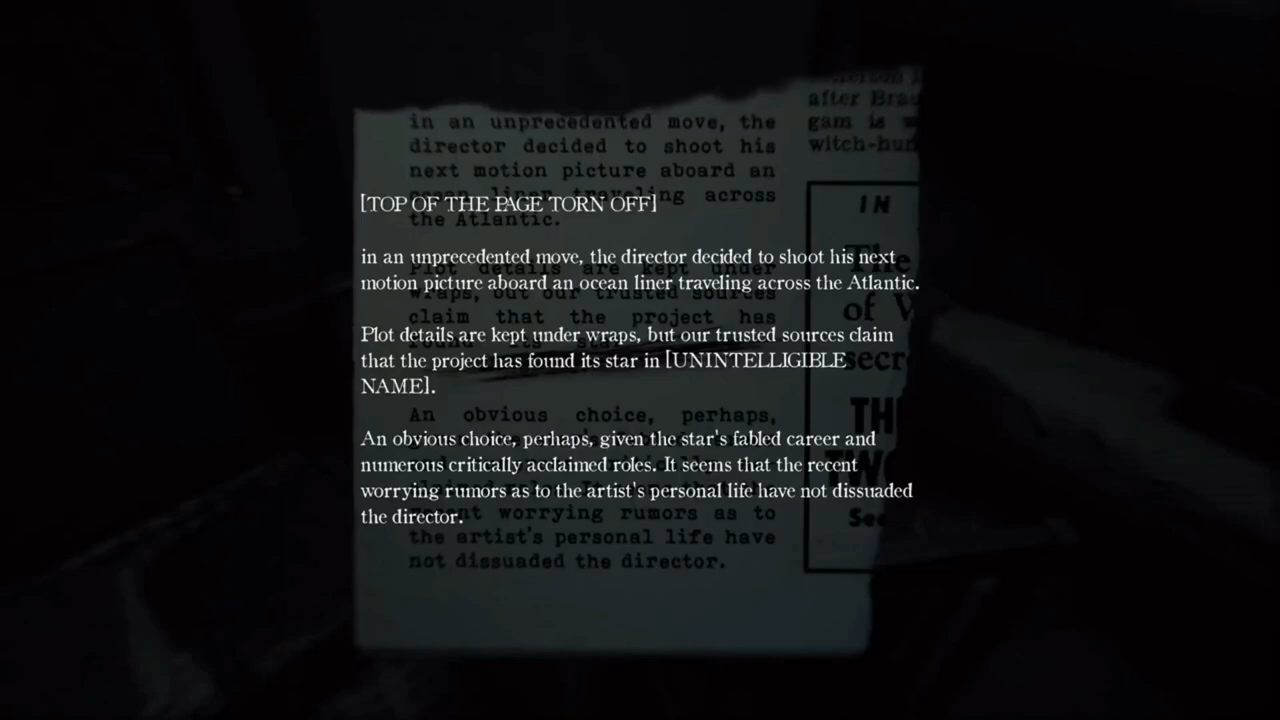 [TOP OF THE PAGE TORN OFF]
in an unprecedented move, the director decided to shoot his next
motion picture aboard an ocean liner traveling across the Atlantic.
Plot details are kept under wraps, but our trusted sources claim
that the project has found its star in [UNINTELLIGIBLE
NAME].
An obvious choice, perhaps, given the star's fabled career and
numerous critically acclaimed roles. It seems that the recent
worrying rumors as to the artist's personal life have not dissuaded
the director.
in an unprecedented move, the
director decided to shoot his
next motion picture aboard an
ocean liner traveling across
the Atlantic.
Plot details are kept under
wraps, but our trusted sources
claim that the project has
found its
An obvious choice, perhaps,
recent worrying rumors as to
the artist's personal life have
not dissuaded the director.
after
gam is
IN
The
of